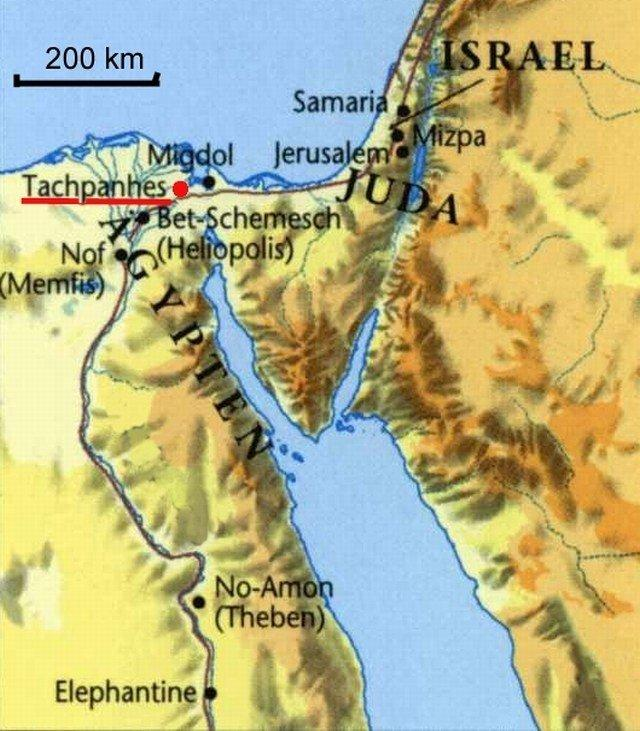 200 km
ISRAEL
Samaria
Mizpa
Jerusalem
Migdol
JUDA
Tachpanhes
Bet-Schemesch
(Heliopolis)
Nof
(Memfis)
ÄGYPTEN
No-Amon
(Theben)
Elephantine